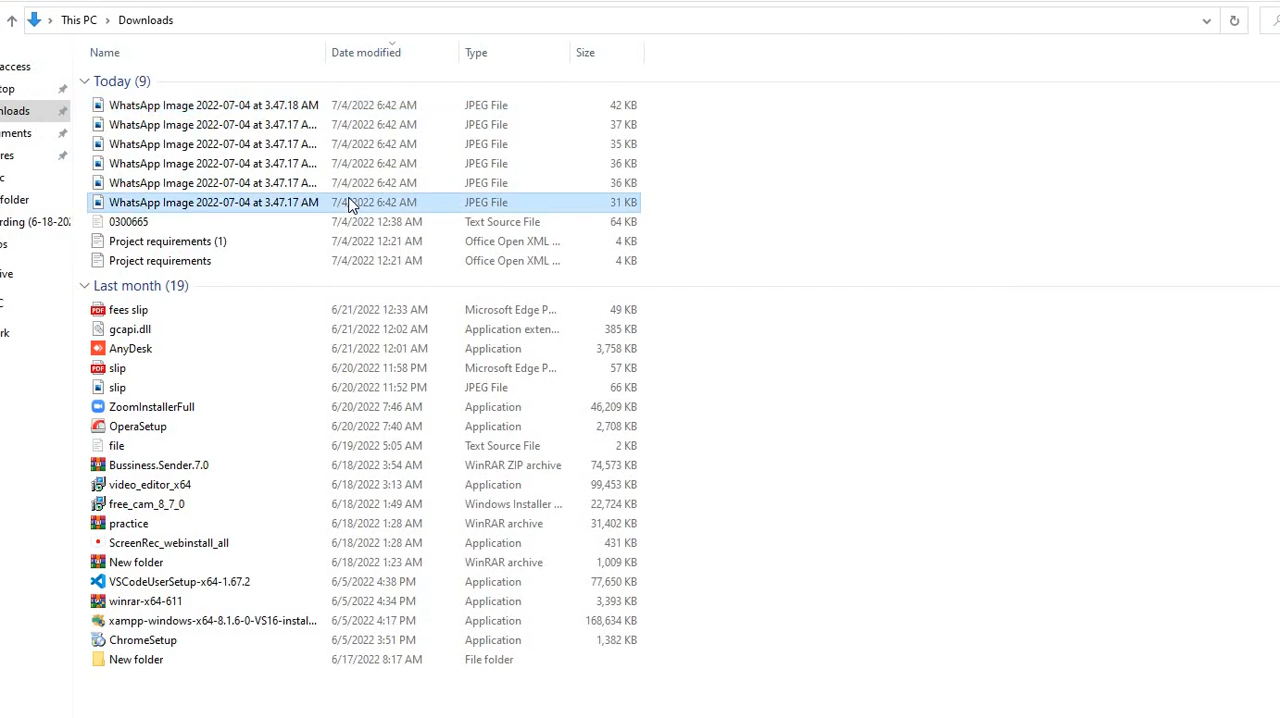 This PC > Downloads
Name Date modified Type Size
access
top
nloads
uments
res
c
folder
rding (6-18-202
os
ive
C
rk
Today (9)
WhatsApp Image 2022-07-04 at 3.47.18 AM 7/4/2022 6:42 AM JPEG File 42 KB
WhatsApp Image 2022-07-04 at 3.47.17 A... 7/4/2022 6:42 AM JPEG File 37 KB
WhatsApp Image 2022-07-04 at 3.47.17 A... 7/4/2022 6:42 AM JPEG File 35 KB
WhatsApp Image 2022-07-04 at 3.47.17 A... 7/4/2022 6:42 AM JPEG File 36 KB
WhatsApp Image 2022-07-04 at 3.47.17 A... 7/4/2022 6:42 AM JPEG File 36 KB
WhatsApp Image 2022-07-04 at 3.47.17 AM 7/4/2022 6:42 AM JPEG File 31 KB
0300665 7/4/2022 12:38 AM Text Source File 64 KB
Project requirements (1) 7/4/2022 12:21 AM Office Open XML ... 4 KB
Project requirements 7/4/2022 12:21 AM Office Open XML ... 4 KB
Last month (19)
fees slip 6/21/2022 12:33 AM Microsoft Edge P... 49 KB
gcapi.dll 6/21/2022 12:02 AM Application exten... 385 KB
AnyDesk 6/21/2022 12:01 AM Application 3,758 KB
slip 6/20/2022 11:58 PM Microsoft Edge P... 57 KB
slip 6/20/2022 11:52 PM JPEG File 66 KB
ZoomInstallerFull 6/20/2022 7:46 AM Application 46,209 KB
OperaSetup 6/20/2022 7:40 AM Application 2,708 KB
file 6/19/2022 5:05 AM Text Source File 2 KB
Bussiness.Sender.7.0 6/18/2022 3:54 AM WinRAR ZIP archive 74,573 KB
video_editor_x64 6/18/2022 3:13 AM Application 99,453 KB
free_cam_8_7_0 6/18/2022 1:49 AM Windows Installer ... 22,724 KB
practice 6/18/2022 1:28 AM WinRAR archive 31,402 KB
ScreenRec_webinstall_all 6/18/2022 1:28 AM Application 431 KB
New folder 6/18/2022 1:23 AM WinRAR archive 1,009 KB
VSCodeUserSetup-x64-1.67.2 6/5/2022 4:38 PM Application 77,650 KB
winrar-x64-611 6/5/2022 4:34 PM Application 3,393 KB
xampp-windows-x64-8.1.6-0-VS16-instal... 6/5/2022 4:17 PM Application 168,634 KB
ChromeSetup 6/5/2022 3:51 PM Application 1,382 KB
New folder 6/17/2022 8:17 AM File folder